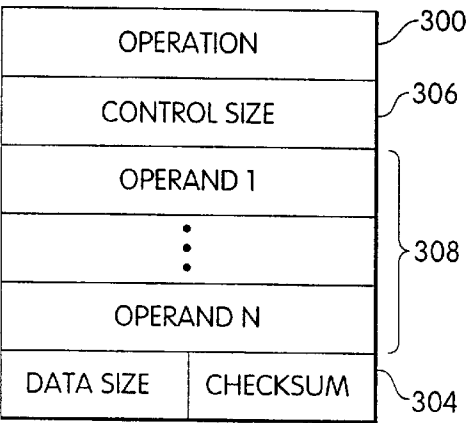 OPERATION 300
CONTROL SIZE 306
OPERAND 1
308
OPERAND N
DATA SIZE CHECKSUM 304